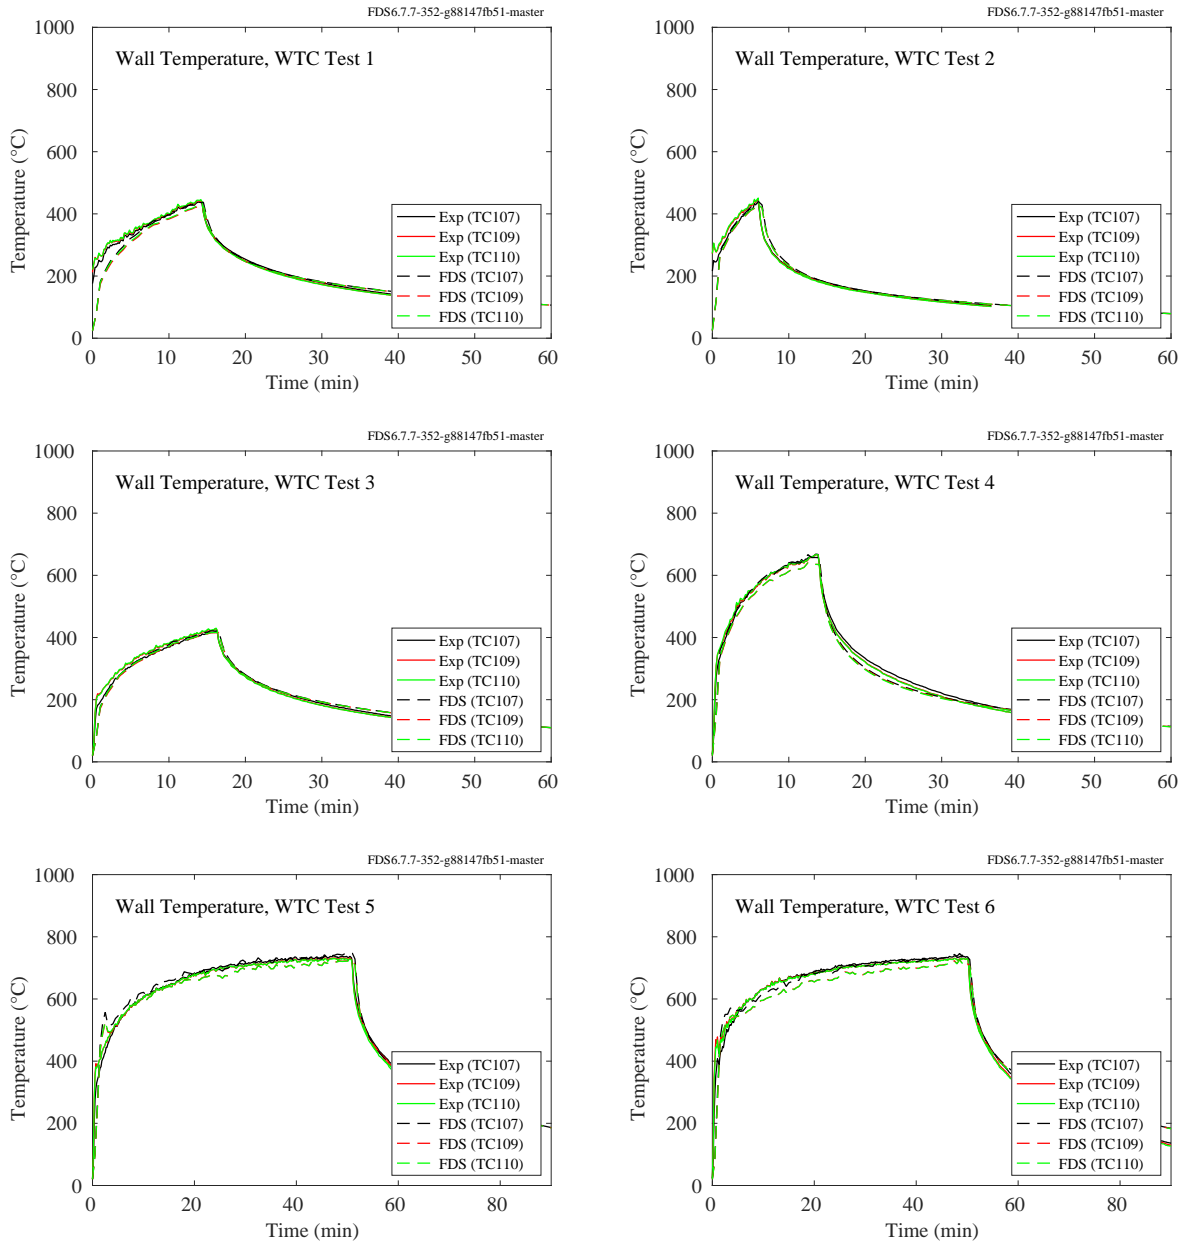 FDS6.7.7-352-g88147fb51-master
Wall Temperature, WTC Test 1
Temperature (°C)
1000
800
600
400
200
0
Exp (TC107)
Exp (TC109)
Exp (TC110)
FDS (TC107)
FDS (TC109)
FDS (TC110)
0 10 20 30 40 50 60
Time (min)
FDS6.7.7-352-g88147fb51-master
Wall Temperature, WTC Test 2
Temperature (°C)
1000
800
600
400
200
0
Exp (TC107)
Exp (TC109)
Exp (TC110)
FDS (TC107)
FDS (TC109)
FDS (TC110)
0 10 20 30 40 50 60
Time (min)
FDS6.7.7-352-g88147fb51-master
Wall Temperature, WTC Test 3
Temperature (°C)
1000
800
600
400
200
0
Exp (TC107)
Exp (TC109)
Exp (TC110)
FDS (TC107)
FDS (TC109)
FDS (TC110)
0 10 20 30 40 50 60
Time (min)
FDS6.7.7-352-g88147fb51-master
Wall Temperature, WTC Test 4
Temperature (°C)
1000
800
600
400
200
0
Exp (TC107)
Exp (TC109)
Exp (TC110)
FDS (TC107)
FDS (TC109)
FDS (TC110)
0 10 20 30 40 50 60
Time (min)
FDS6.7.7-352-g88147fb51-master
Wall Temperature, WTC Test 5
Temperature (°C)
1000
800
600
400
200
0
Exp (TC107)
Exp (TC109)
Exp (TC110)
FDS (TC107)
FDS (TC109)
FDS (TC110)
0 20 40 60 80
Time (min)
FDS6.7.7-352-g88147fb51-master
Wall Temperature, WTC Test 6
Temperature (°C)
1000
800
600
400
200
0
Exp (TC107)
Exp (TC109)
Exp (TC110)
FDS (TC107)
FDS (TC109)
FDS (TC110)
0 20 40 60 80
Time (min)